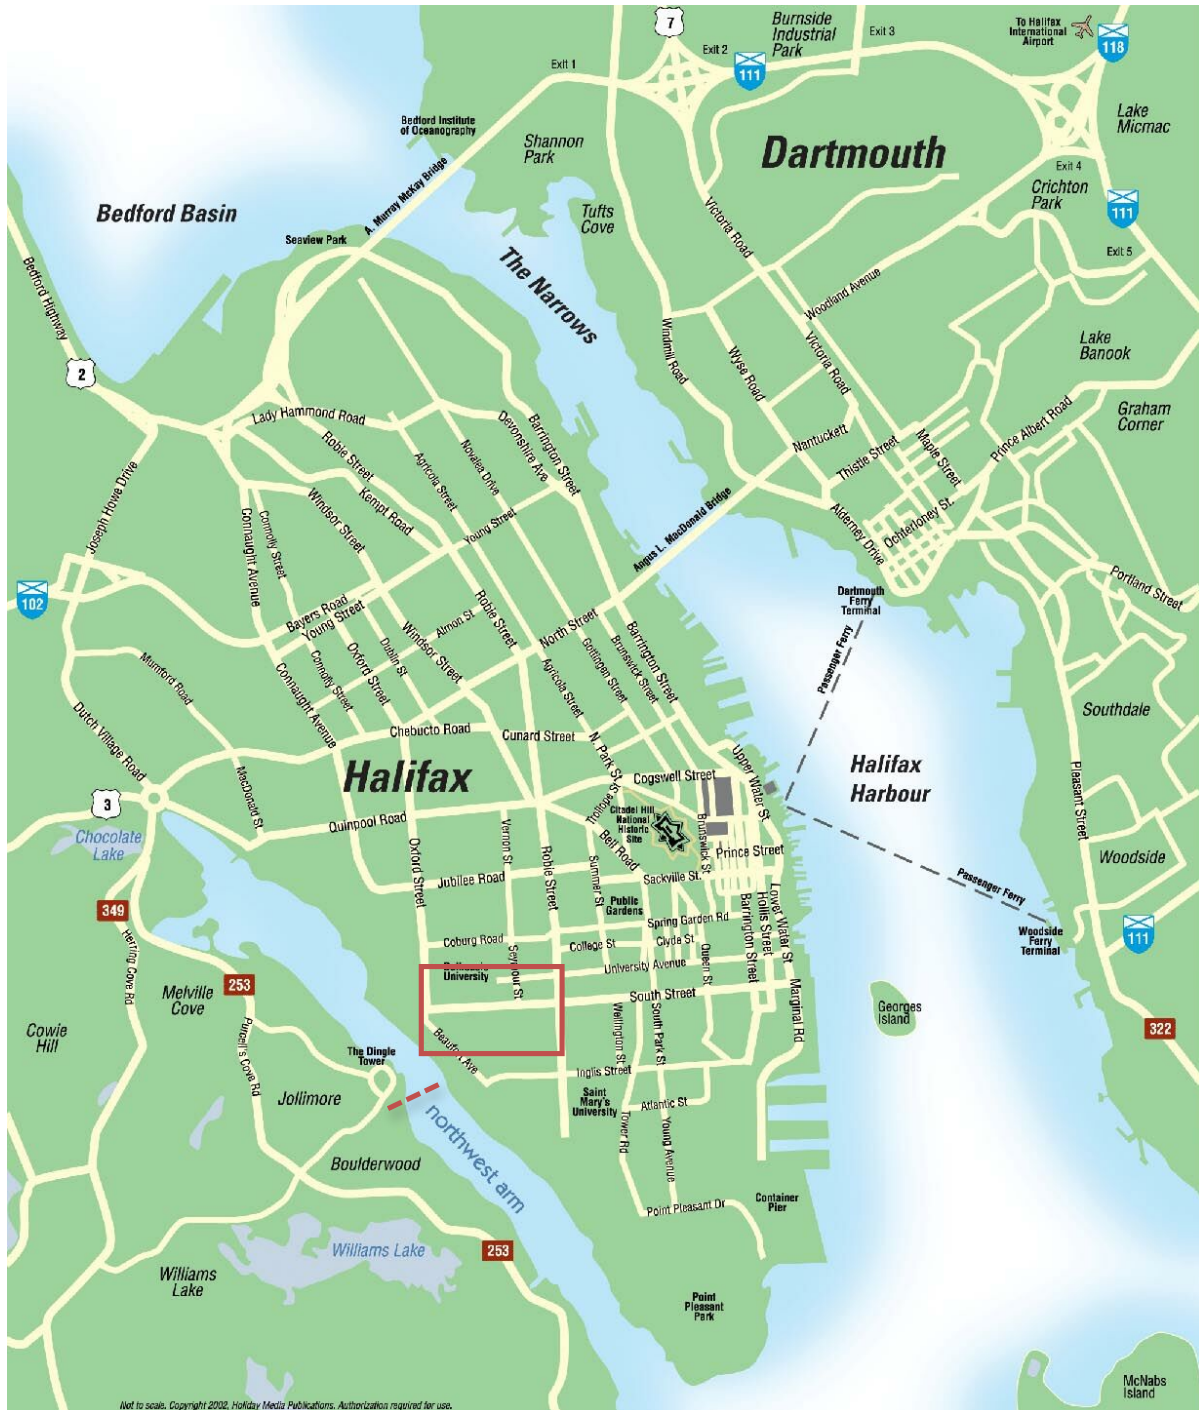 7
Burnside
Industrial
Park
Exit 3
To Halifax
International
Airport
118
Exit 2
111
Exit 1
Bedford Institute
of Oceanography
Shannon
Park
Dartmouth
Lake
Micmac
Exit 4
Crichton
Park
111
Bedford Basin
A. Murray McKay Bridge
Seaview Park
Tufts
Cove
Victoria Road
Exit 5
The Narrows
Bedford Highway
Woodland Avenue
2
Windmill Road
Wyse Road
Victoria Road
Lake
Banook
Graham
Corner
Lady Hammond Road
Devonshire Ave
Barrington Street
Prince Albert Road
Nantuckett
Maple Street
Thistle Street
Robie Street
Agricola Street
Novalea Drive
Joseph Howe Drive
Kempt Road
Windsor Street
Connaught Avenue
Connolly Street
Young Street
Angus L. MacDonald Bridge
Alderney Drive
Ochterloney St.
Portland Street
102
Dartmouth
Ferry
Terminal
Bayers Road
Young Street
Almon St
Windsor Street
Robie Street
North Street
Gottingen Street
Brunswick Street
Barrington Street
Passenger Ferry
Mumford Road
Connaught Avenue
Connolly Street
Oxford Street
Dublin St
Agricola Street
Southdale
Dutch Village Road
Chebucto Road
Cunard Street
N. Park St
Upper Water St
MacDonald St
Halifax
Cogswell Street
Halifax
Harbour
Pleasant Street
3
Trollope St
Citadel Hill
National
Historic
Site
Brunswick St
Chocolate
Lake
Quinpool Road
Oxford Street
Vernon St
Robie Street
Bell Road
Summer St
Prince Street
Woodside
Jubilee Road
Sackville St.
Passenger Ferry
349
Public
Gardens
Spring Garden Rd
Barrington Street
Hollis Street
Lower Water St
Woodside
Ferry
Terminal
111
Herring Cove Rd
Coburg Road
College St
Clyde St
Queen St
University
Seymour St
University Avenue
253
Melville
Cove
South Street
Marginal Rd
Georges
Island
Cowie
Hill
Purcell's Cove Rd
The Dingle
Tower
Beaufort Ave
Wellington St
South Park St
322
Inglis Street
Jollimore
Saint
Mary's
University
Atlantic St
northwest arm
Tower Rd
Young Avenue
Boulderwood
Container
Pier
Point Pleasant Dr
Williams Lake
253
Williams
Lake
Point
Pleasant
Park
McNabs
Island
Not to scale. Copyright 2002, Holiday Media Publications. Authorization required for use.